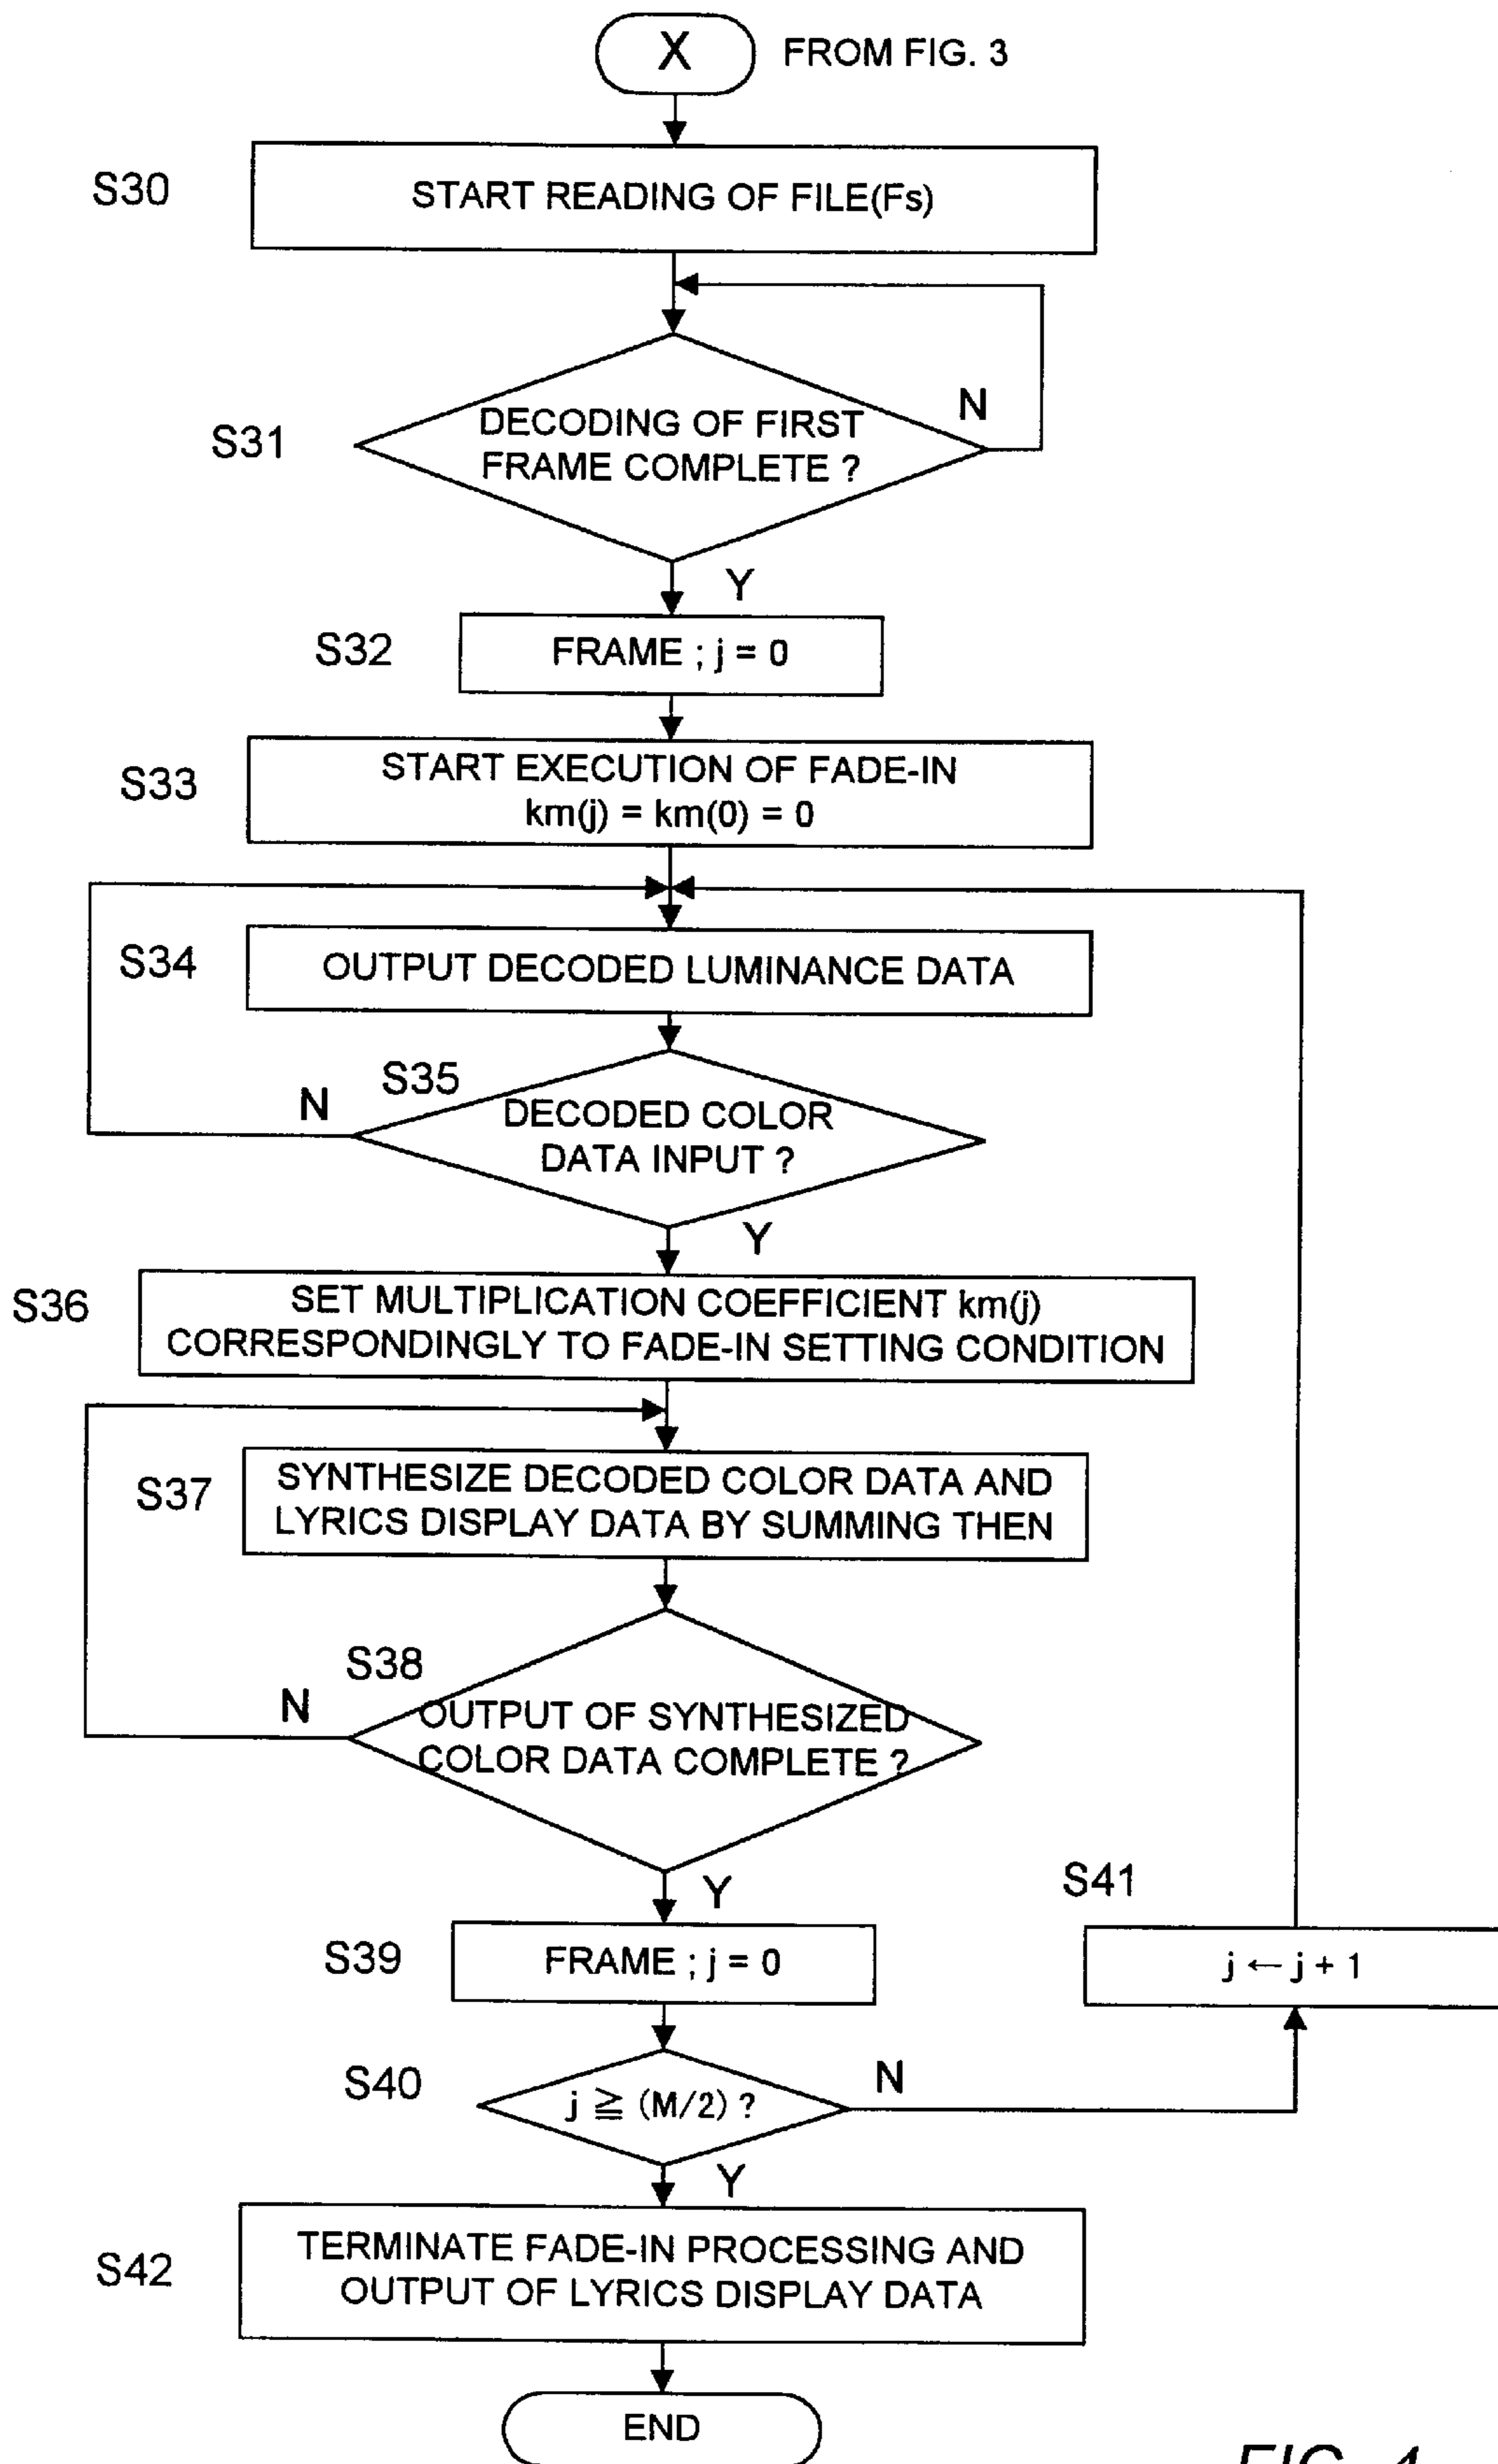 X FROM FIG. 3
S30
START READING OF FILE(Fs)
S31
DECODING OF FIRST
FRAME COMPLETE ?
N
Y
S32
FRAME ; j = 0
S33
START EXECUTION OF FADE-IN
km(j) = km(0) = 0
S34
OUTPUT DECODED LUMINANCE DATA
S35
DECODED COLOR
DATA INPUT ?
N
Y
S36
SET MULTIPLICATION COEFFICIENT km(j)
CORRESPONDINGLY TO FADE-IN SETTING CONDITION
S37
SYNTHESIZE DECODED COLOR DATA AND
LYRICS DISPLAY DATA BY SUMMING THEN
S38
OUTPUT OF SYNTHESIZED
COLOR DATA COMPLETE ?
N
Y
S39
FRAME ; j = 0
S41
j ← j + 1
S40
j ≧ (M/2) ?
N
Y
S42
TERMINATE FADE-IN PROCESSING AND
OUTPUT OF LYRICS DISPLAY DATA
END
FIG. 4